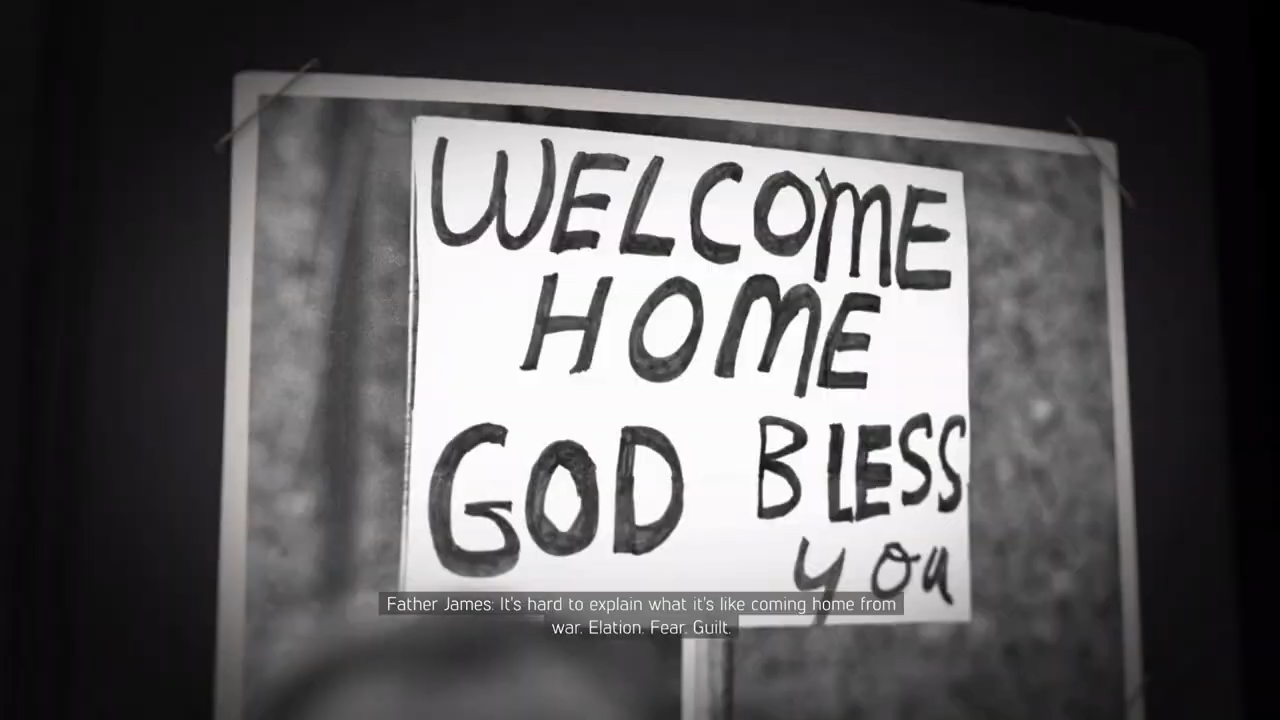 WELCOME
HOME
GOD BLESS
you
Father James: It's hard to explain what it's like coming home from
war. Elation. Fear. Guilt.